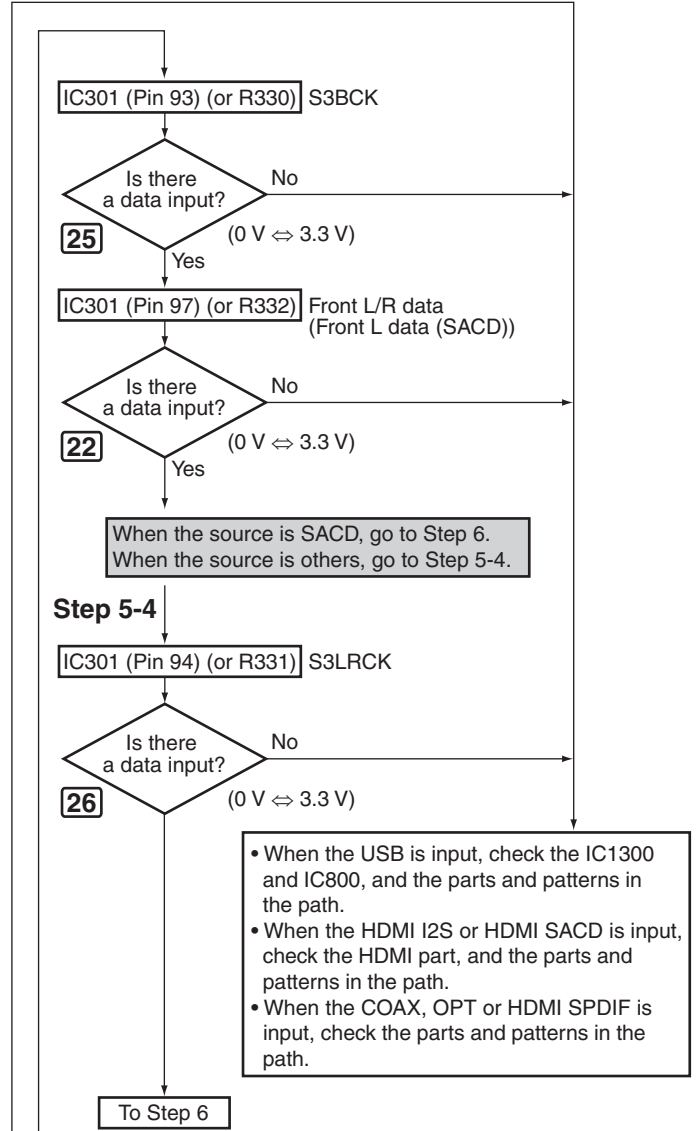 IC301 (Pin 93) (or R330) S3BCK
Is there
a data input?
No
25
(0 V ⇔ 3.3 V)
Yes
IC301 (Pin 97) (or R332) Front L/R data
(Front L data (SACD))
Is there
a data input?
No
22
(0 V ⇔ 3.3 V)
Yes
When the source is SACD, go to Step 6.
When the source is others, go to Step 5-4.
Step 5-4
IC301 (Pin 94) (or R331) S3LRCK
Is there
a data input?
No
26
(0 V ⇔ 3.3 V)
• When the USB is input, check the IC1300
and IC800, and the parts and patterns in
the path.
• When the HDMI I2S or HDMI SACD is input,
check the HDMI part, and the parts and
patterns in the path.
• When the COAX, OPT or HDMI SPDIF is
input, check the parts and patterns in the
path.
To Step 6